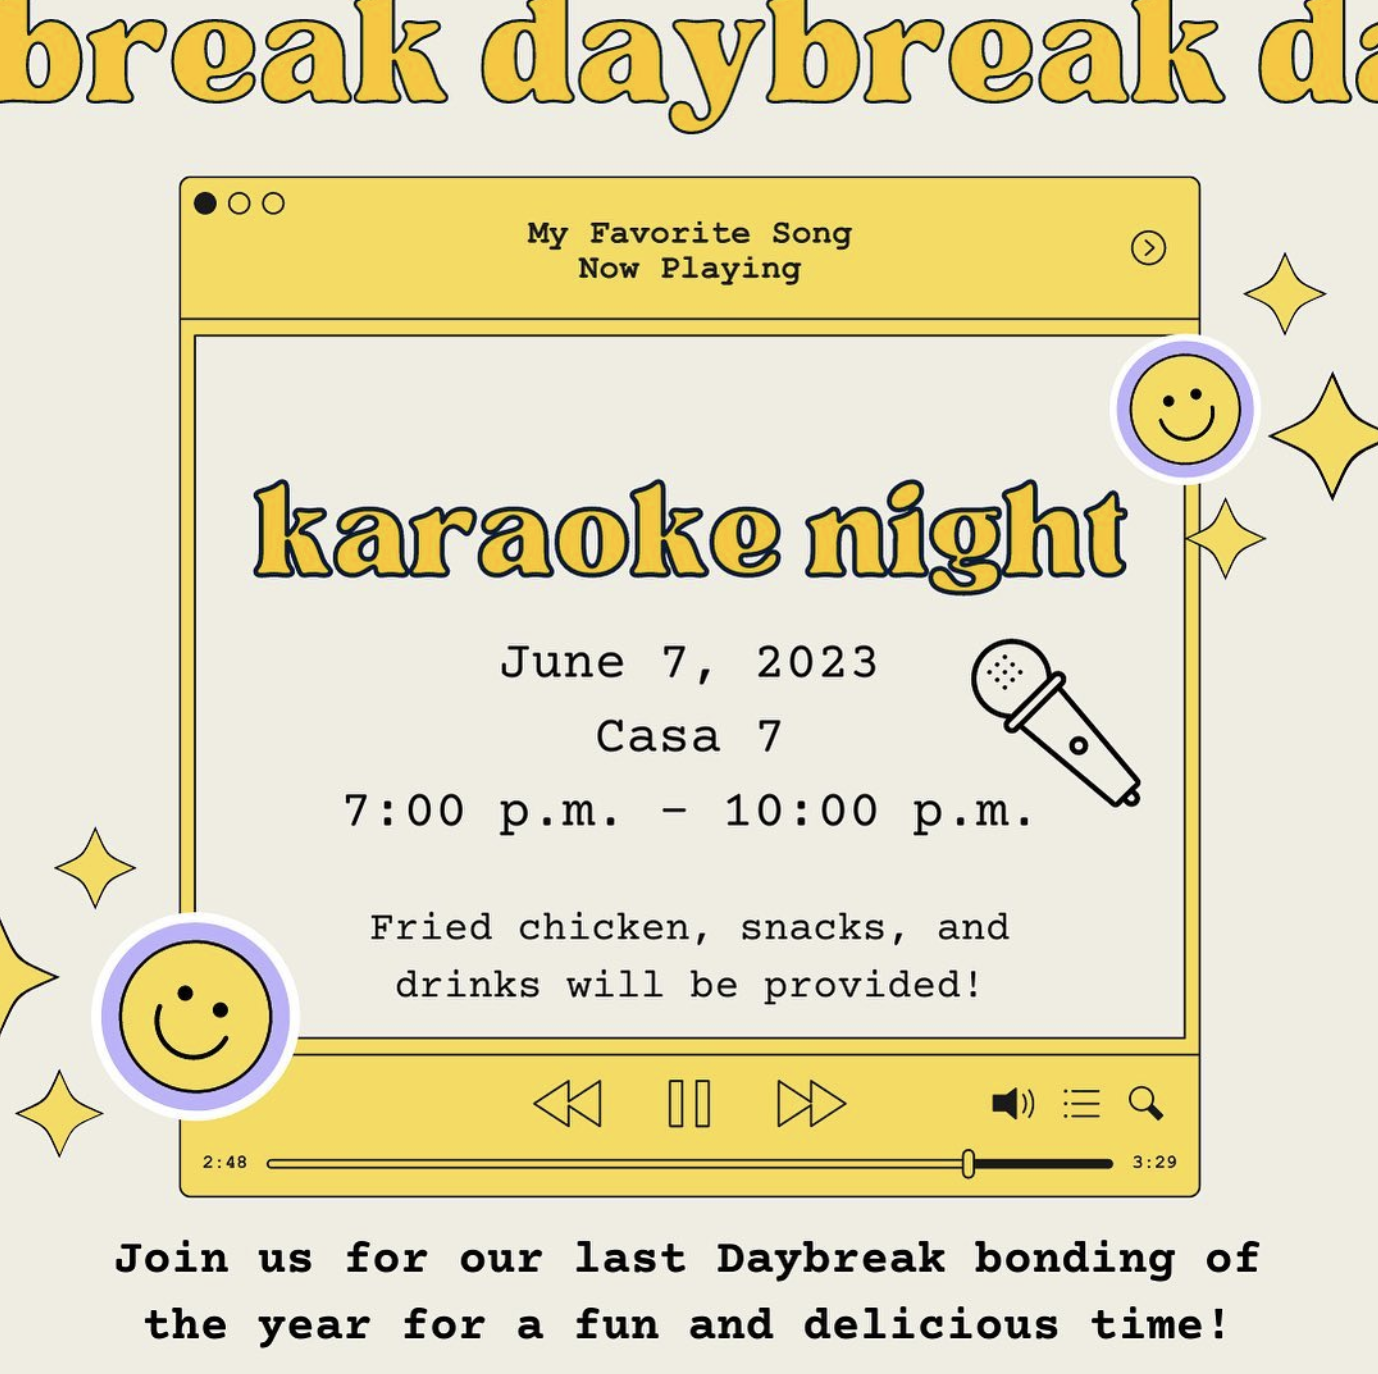 break daybreak da
My Favorite Song
Now Playing
karaoke night
June 7, 2023
Casa 7
7:00 p.m. - 10:00 p.m.
Fried chicken, snacks, and
drinks will be provided!
2:48 3:29
Join us for our last Daybreak bonding of
the year for a fun and delicious time!